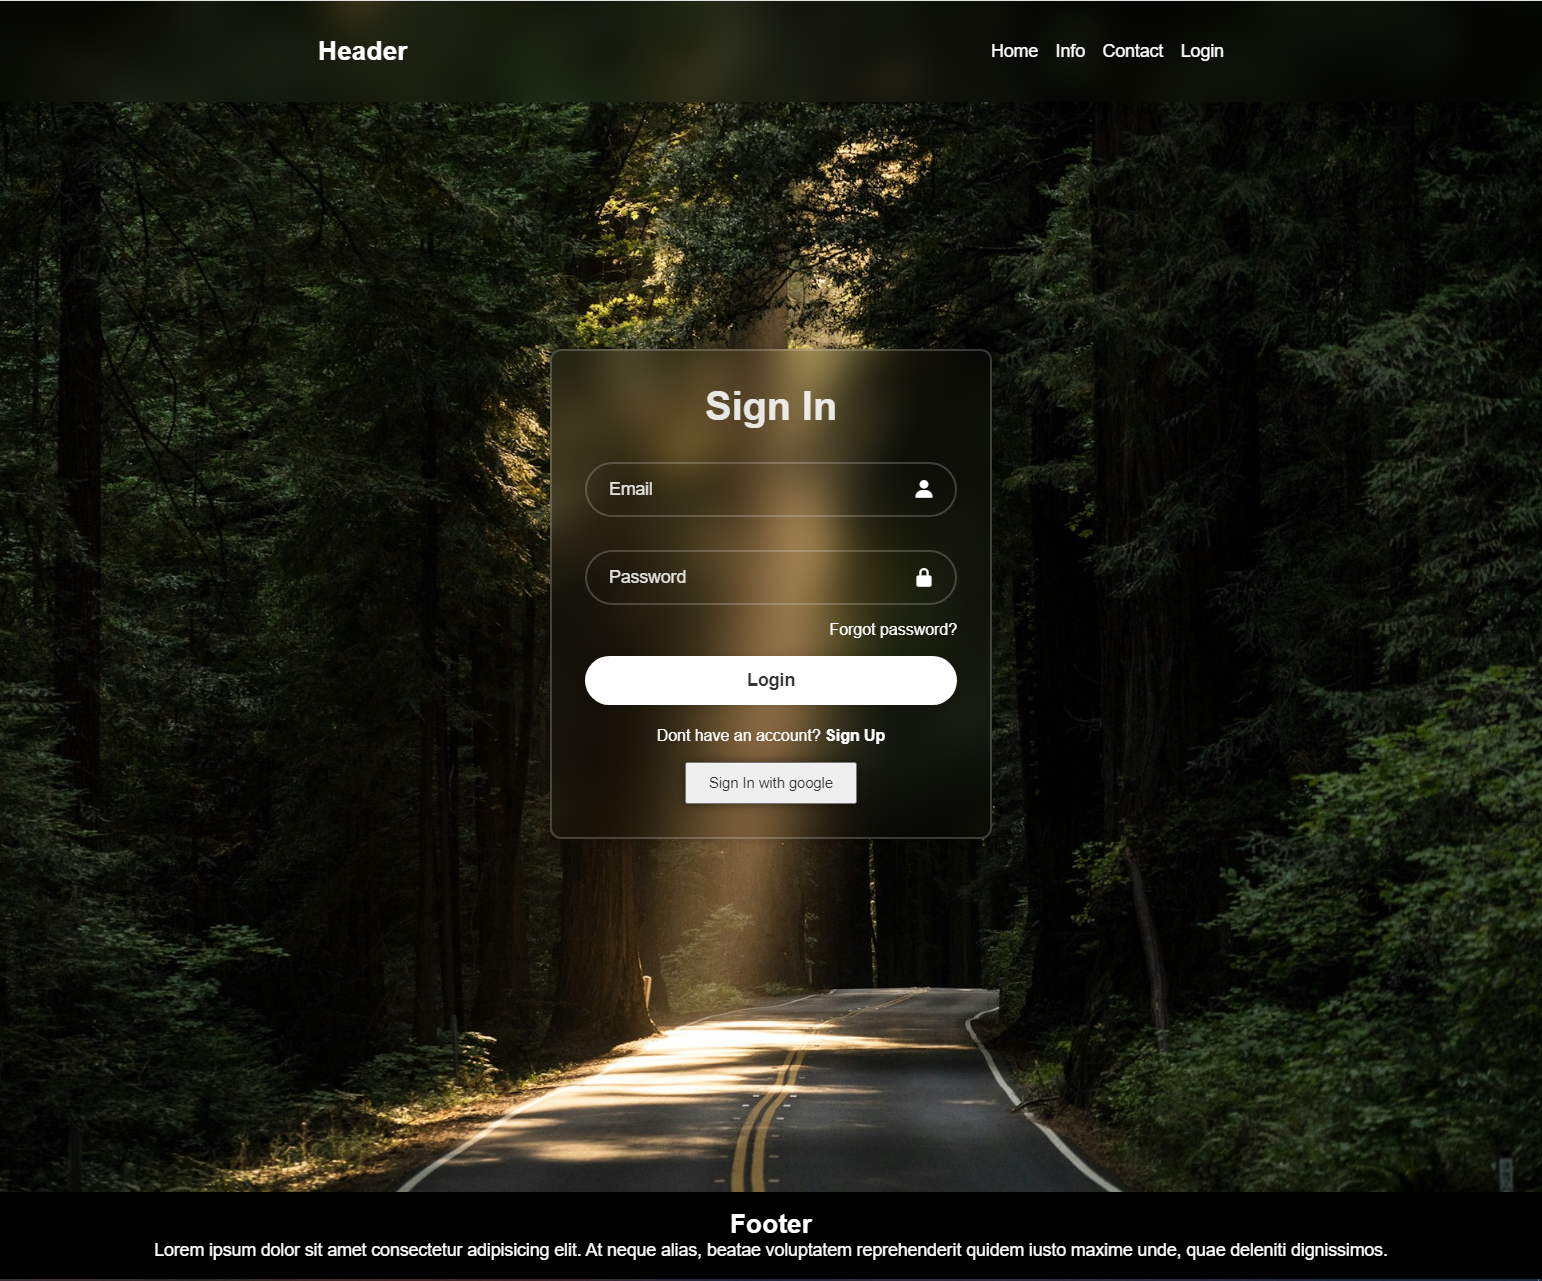 Header
Home Info Contact Login
Sign In
Email
Password
Forgot password?
Login
Dont have an account? Sign Up
Sign In with google
Footer
Lorem ipsum dolor sit amet consectetur adipisicing elit. At neque alias, beatae voluptatem reprehenderit quidem iusto maxime unde, quae deleniti dignissimos.